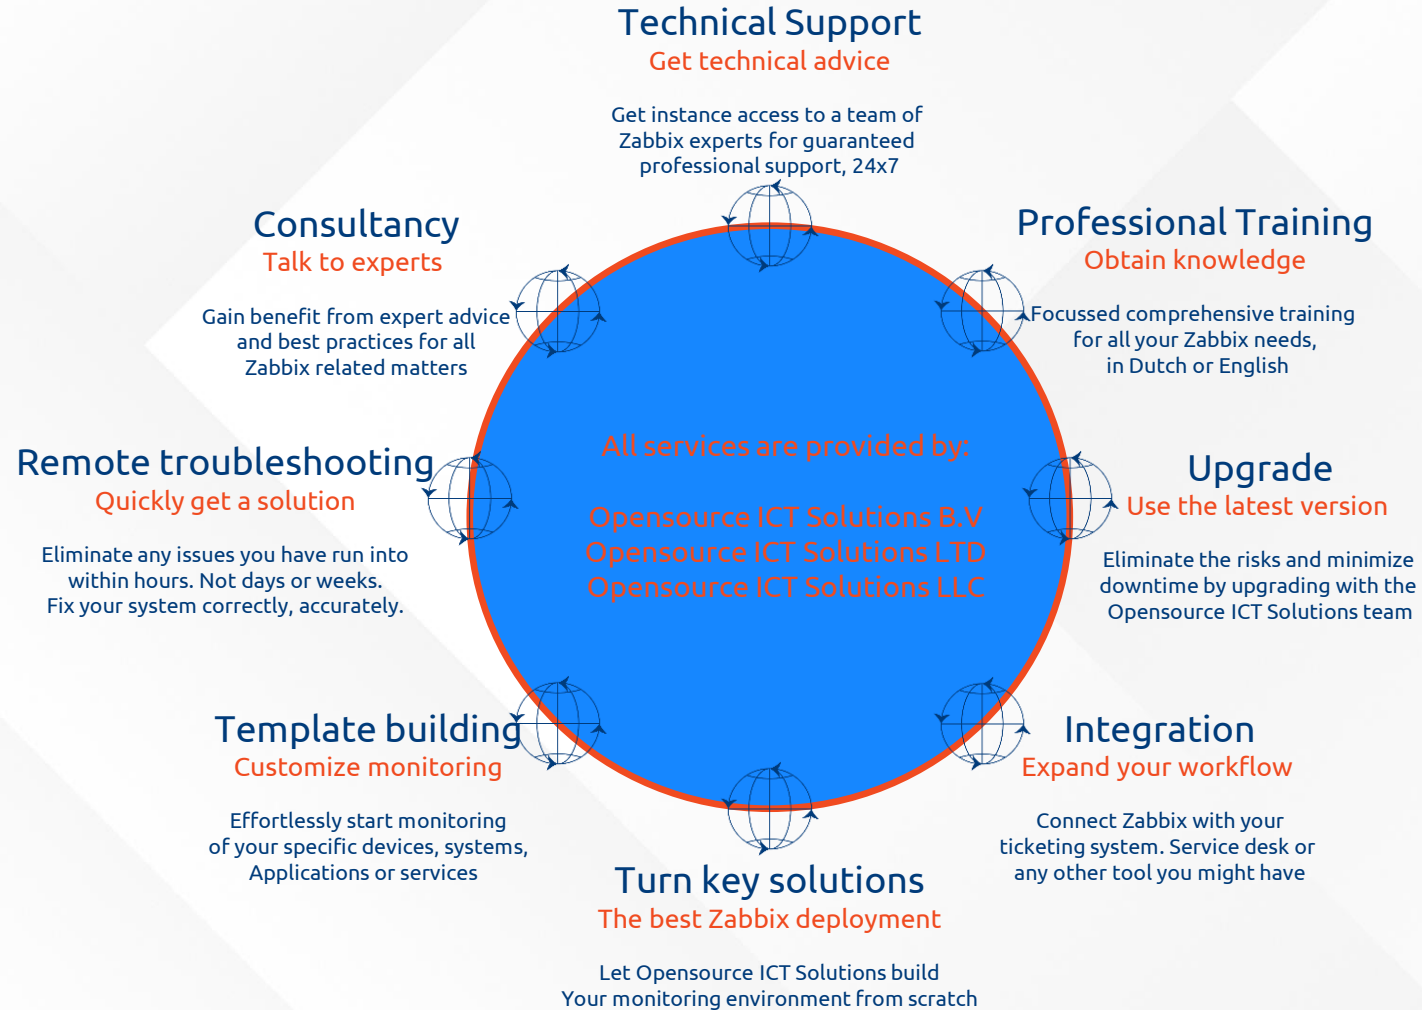 Technical Support
Get technical advice
Get instance access to a team of
Zabbix experts for guaranteed
professional support, 24x7
Consultancy
Talk to experts
Gain benefit from expert advice
and best practices for all
Zabbix related matters
Professional Training
Obtain knowledge
Focussed comprehensive training
for all your Zabbix needs,
in Dutch or English
All services are provided by:
Opensource ICT Solutions B.V
Opensource ICT Solutions LTD
Opensource ICT Solutions LLC
Remote troubleshooting
Quickly get a solution
Eliminate any issues you have run into
within hours. Not days or weeks.
Fix your system correctly, accurately.
Upgrade
Use the latest version
Eliminate the risks and minimize
downtime by upgrading with the
Opensource ICT Solutions team
Template building
Customize monitoring
Effortlessly start monitoring
of your specific devices, systems,
Applications or services
Integration
Expand your workflow
Connect Zabbix with your
ticketing system. Service desk or
any other tool you might have
Turn key solutions
The best Zabbix deployment
Let Opensource ICT Solutions build
Your monitoring environment from scratch